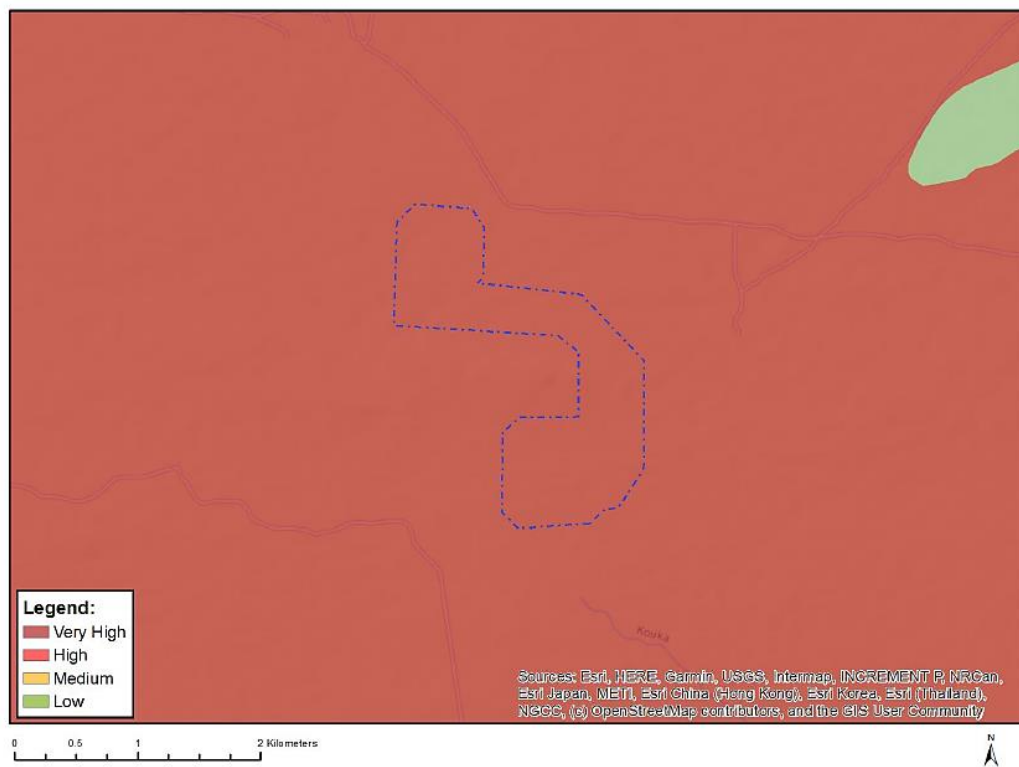 Kouka
Legend:
Very High
High
Medium
Low
Sources: Esri, HERE, Garmin, USGS, Intermap, INCREMENT P, NRCan,
Esri Japan, METI, Esri China (Hong Kong), Esri Korea, Esri (Thailand),
NGCC, (c) OpenStreetMap contributors, and the GIS User Community
0 0.5 1 2 Kilometers
N